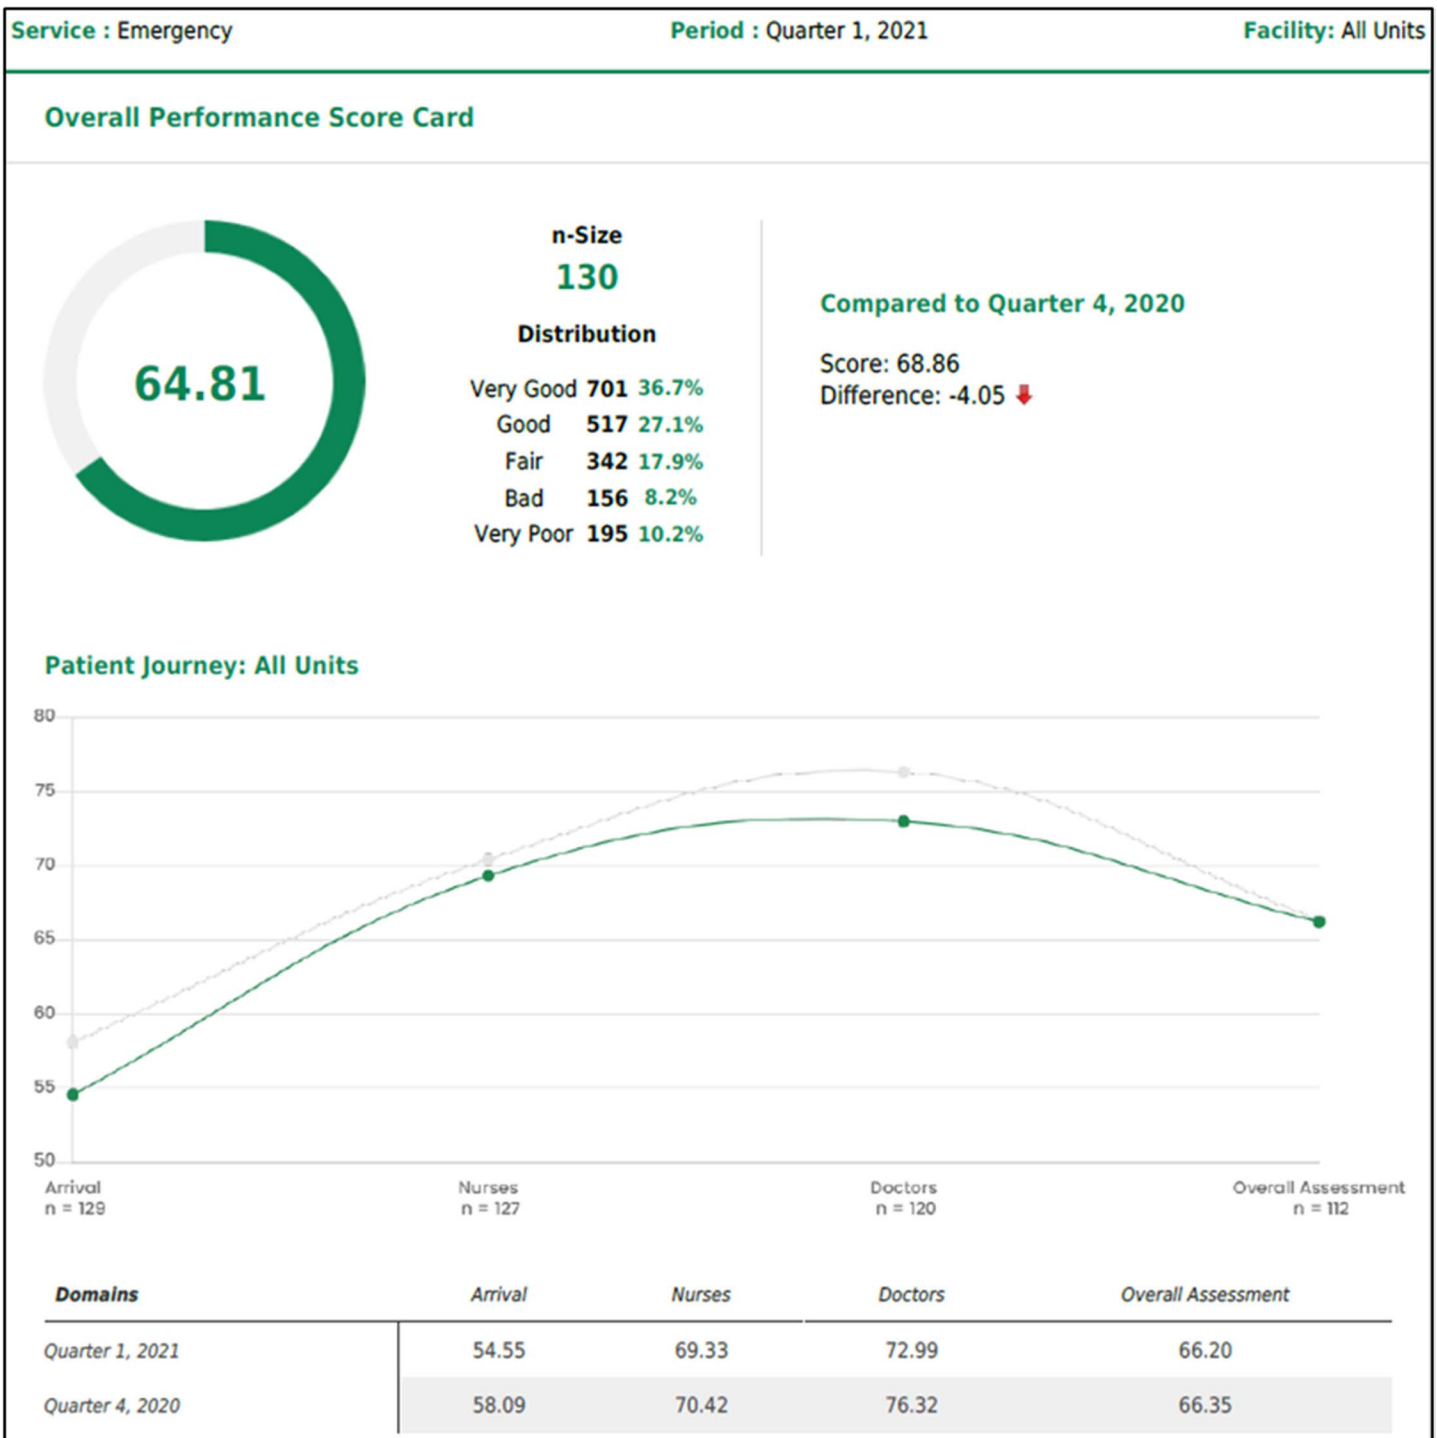 Service : Emergency Period : Quarter 1, 2021 Facility: All Units
Overall Performance Score Card
64.81
n-Size
130
Distribution
Very Good 701 36.7%
Good 517 27.1%
Fair 342 17.9%
Bad 156 8.2%
Very Poor 195 10.2%
Compared to Quarter 4, 2020
Score: 68.86
Difference: -4.05
Patient Journey: All Units
80
75
70
65
60
55
50
Arrival Nurses Doctors Overall Assessment
n = 129 n = 127 n = 120 n = 112
Domains Arrival Nurses Doctors Overall Assessment
Quarter 1, 2021 54.55 69.33 72.99 66.20
Quarter 4, 2020 58.09 70.42 76.32 66.35